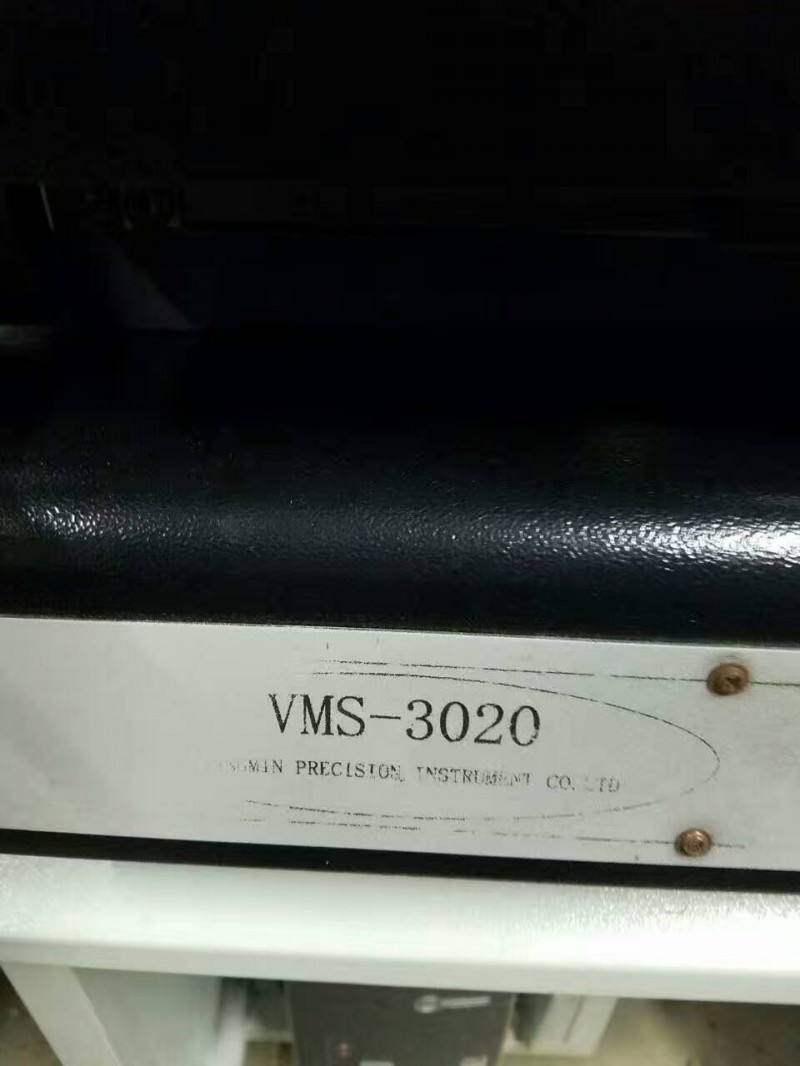 VMS-3020
PRECISION INSTRUMENT CO. LTD